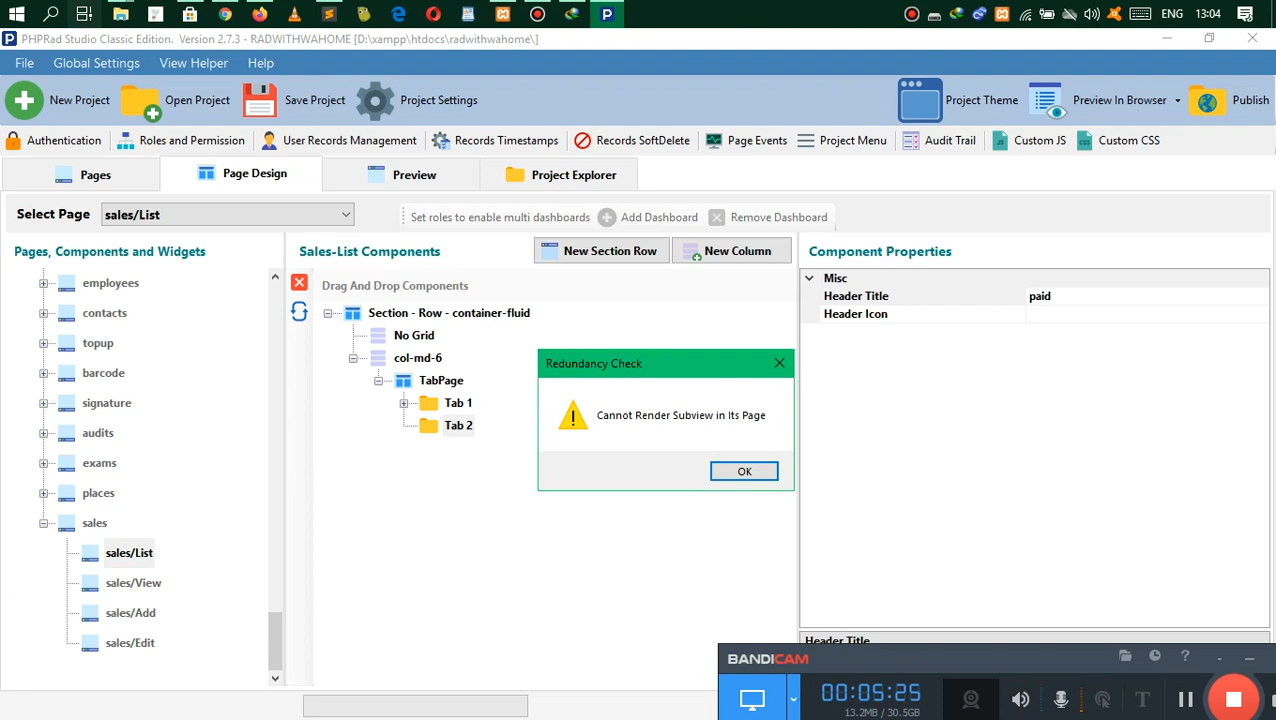 ENG 13:04
PHPRad Studio Classic Edition. Version 2.7.3 - RADWITHWAHOME [D:\xampp\htdocs\radwithwahome\]
File Global Settings View Helper Help
New Project Open Project Save Project Project Settings Project Theme Preview In Browser Publish
Authentication Roles and Permission User Records Management Records Timestamps Records SoftDelete Page Events Project Menu Audit Trail Custom JS Custom CSS
Pages Page Design Preview Project Explorer
Select Page sales/List Set roles to enable multi dashboards Add Dashboard Remove Dashboard
Pages, Components and Widgets
employees
contacts
topup
barcode
signature
audits
exams
places
sales
sales/List
sales/View
sales/Add
sales/Edit
Sales-List Components New Section Row New Column
Drag And Drop Components
Section - Row - container-fluid
No Grid
col-md-6
TabPage
Tab 1
Tab 2
Redundancy Check
Cannot Render Subview in Its Page
OK
Component Properties
Misc
Header Title paid
Header Icon
Header Title
BANDICAM
00:05:25
13.2MB / 30.5GB